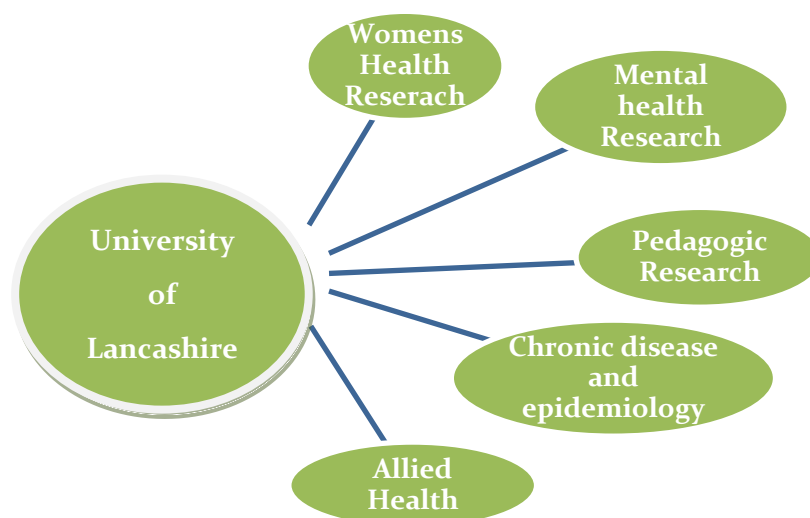 University
of
Lancashire
Womens
Health
Reserach
Mental
health
Research
Pedagogic
Research
Chronic disease
and
epidemiology
Allied
Health